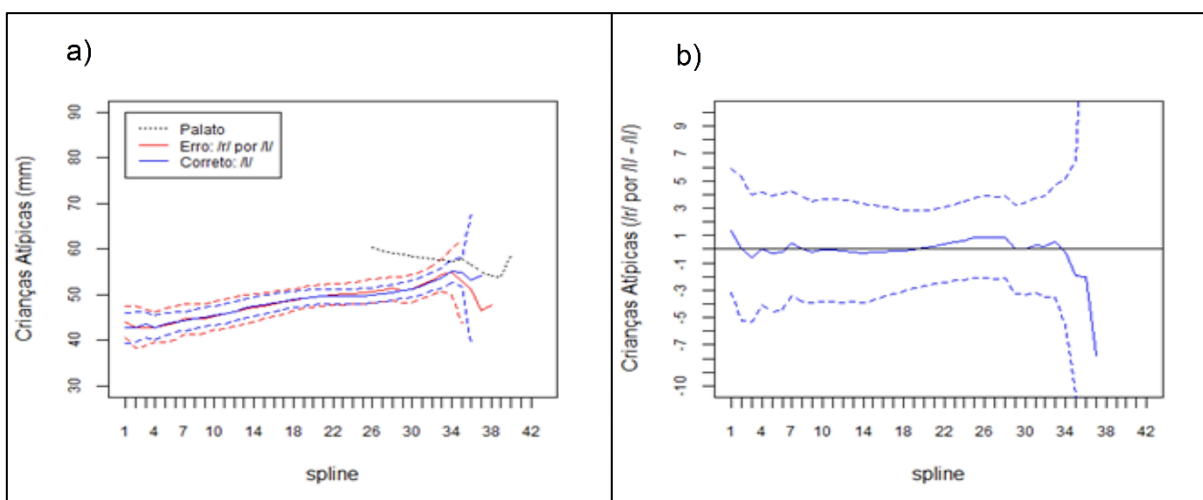 a)
Crianças Atípicas (mm)
90
80
70
60
50
40
30
Palato
Erro: /r/ por /l/
Correto: /l/
1 4 7 10 14 18 22 26 30 34 38 42
spline
b)
Crianças Atípicas (/r/ por /l/ - /l/)
9
7
5
3
1
-1
-3
-5
-7
-10
1 4 7 10 14 18 22 26 30 34 38 42
spline